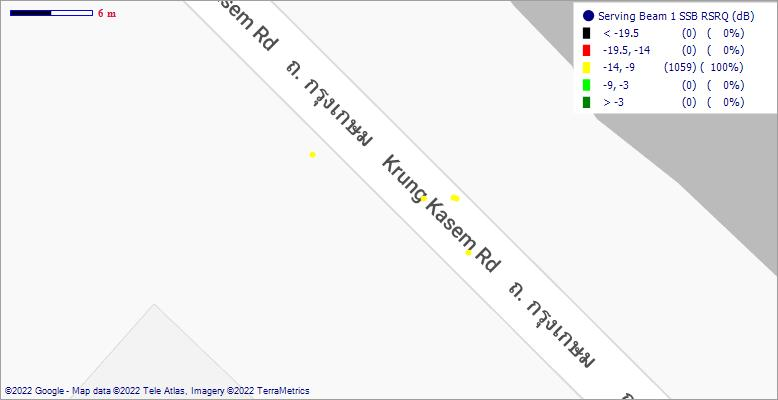 6 m
Serving Beam 1 SSB RSRQ (dB)
< -19.5 (0) ( 0%)
-19.5, -14 (0) ( 0%)
-14, -9 (1059) ( 100%)
-9, -3 (0) ( 0%)
> -3 (0) ( 0%)
sem Rd
ถ. กรุงเกษม
Krung Kasem Rd
ถ. กรุงเกษม
©2022 Google - Map data ©2022 Tele Atlas, Imagery ©2022 TerraMetrics